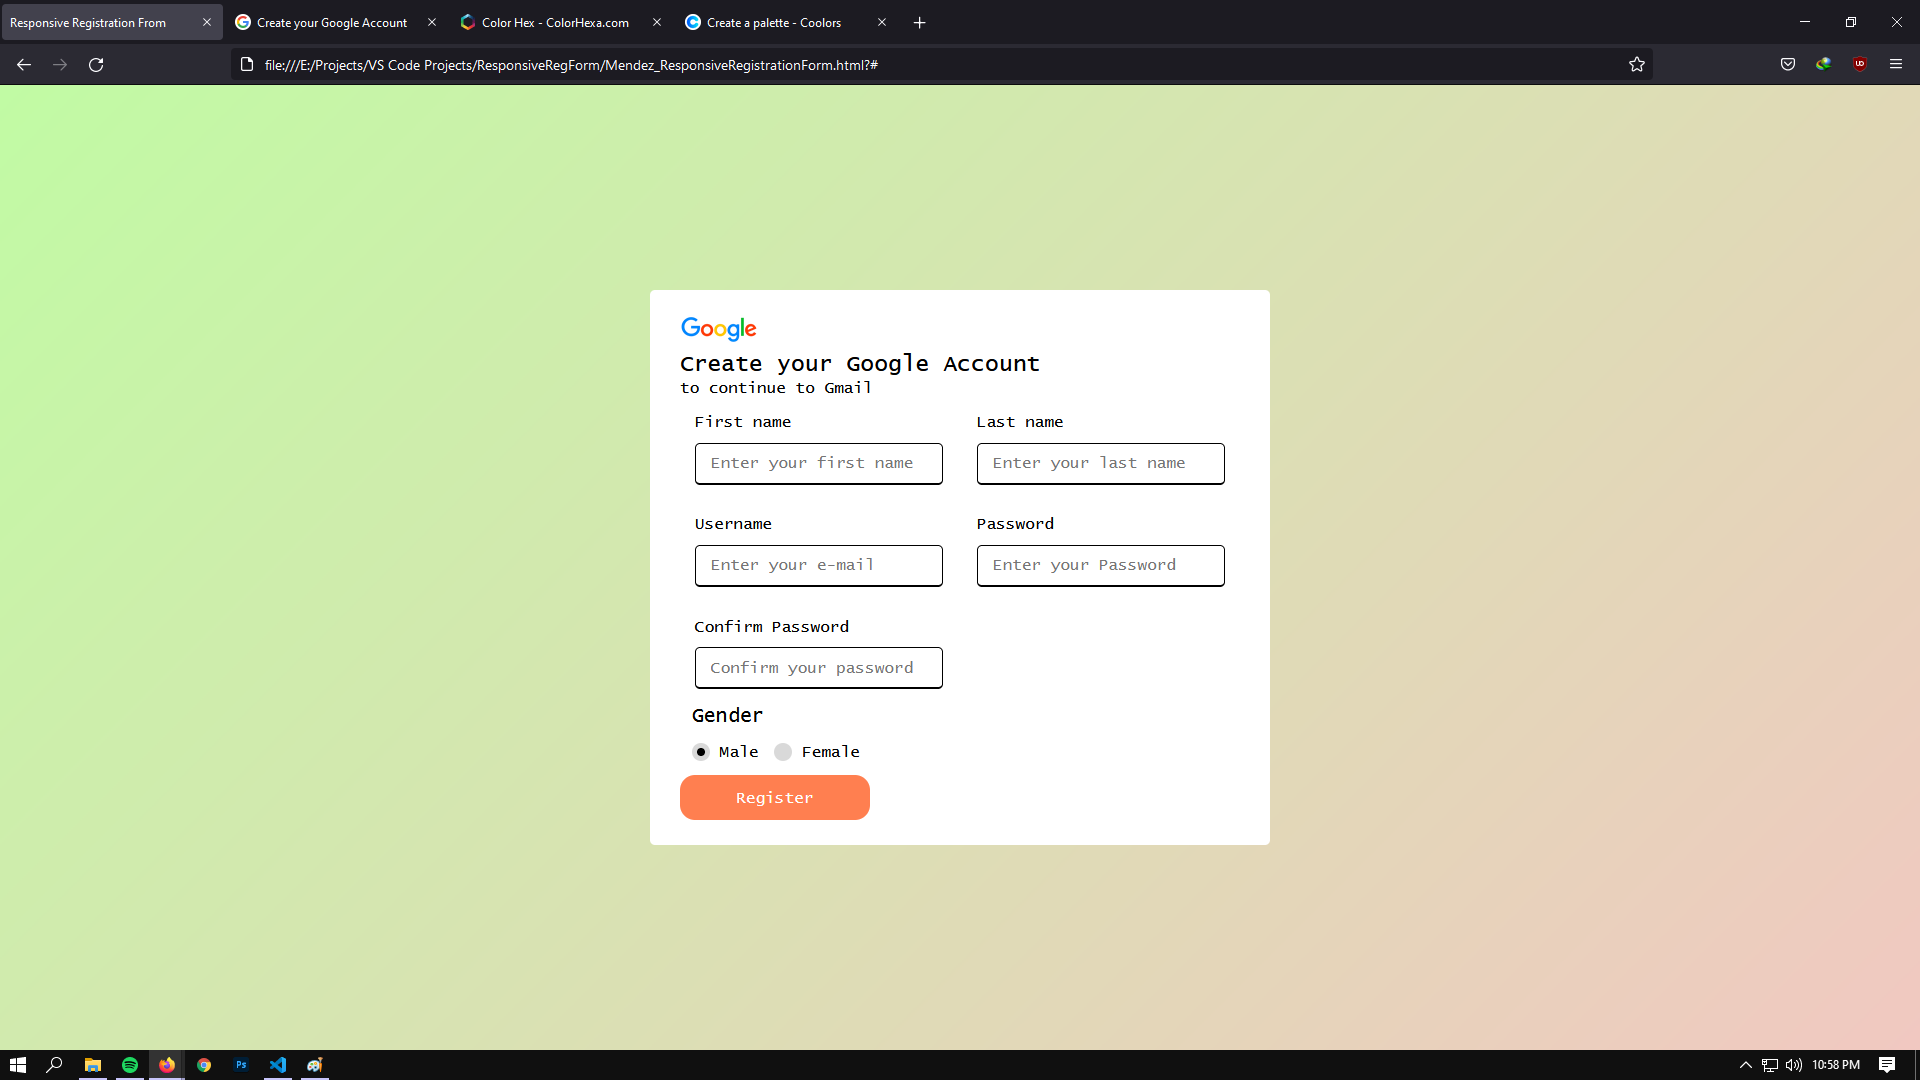 Responsive Registration From
Create your Google Account
Color Hex - ColorHexa.com
Create a palette - Coolors
file:///E:/Projects/VS Code Projects/ResponsiveRegForm/Mendez_ResponsiveRegistrationForm.html?#
Google
Create your Google Account
to continue to Gmail
First name
Last name
Enter your first name
Enter your last name
Username
Password
Enter your e-mail
Enter your Password
Confirm Password
Confirm your password
Gender
Male
Female
Register
Ps
10:58 PM